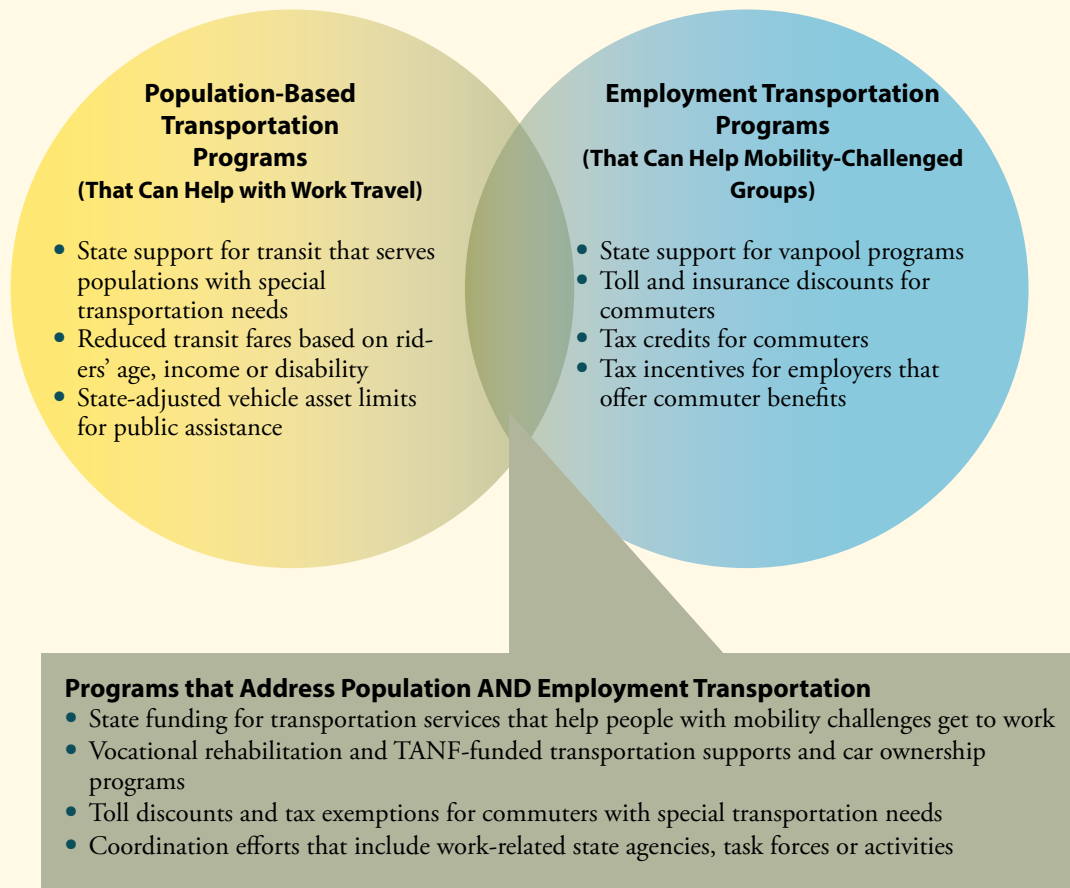 Population-Based
Transportation
Programs
(That Can Help with Work Travel)
• State support for transit that serves
populations with special
transportation needs
• Reduced transit fares based on rid-
ers’ age, income or disability
• State-adjusted vehicle asset limits
for public assistance
Employment Transportation
Programs
(That Can Help Mobility-Challenged
Groups)
• State support for vanpool programs
• Toll and insurance discounts for
commuters
• Tax credits for commuters
• Tax incentives for employers that
offer commuter benefits
Programs that Address Population AND Employment Transportation
• State funding for transportation services that help people with mobility challenges get to work
• Vocational rehabilitation and TANF-funded transportation supports and car ownership
programs
• Toll discounts and tax exemptions for commuters with special transportation needs
• Coordination efforts that include work-related state agencies, task forces or activities